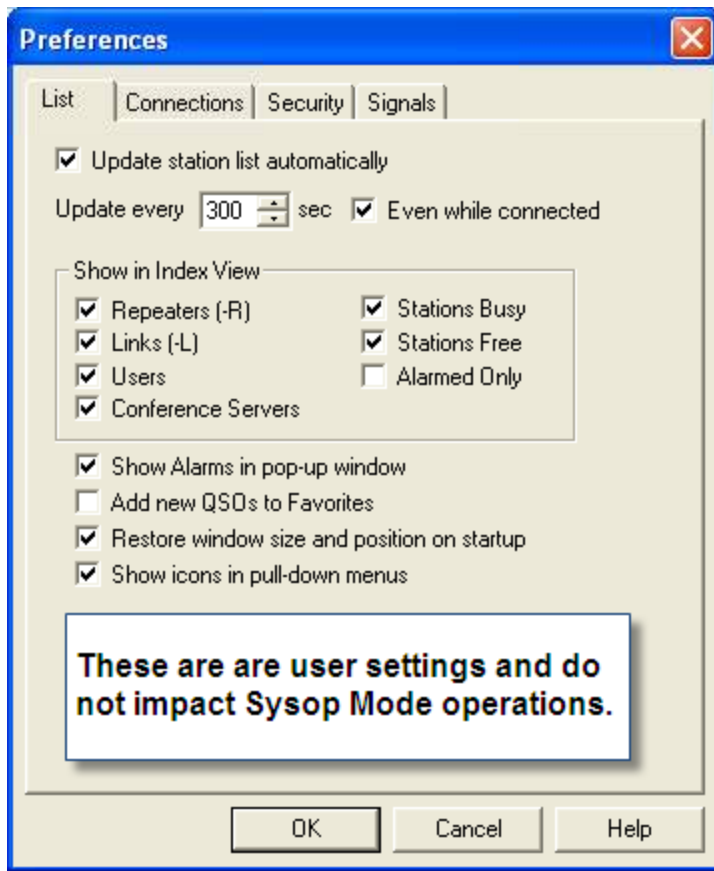 Preferences
List Connections Security Signals
Update station list automatically
Update every 300 sec Even while connected
Show in Index View
Repeaters (-R) Stations Busy
Links (-L) Stations Free
Users Alarmed Only
Conference Servers
Show Alarms in pop-up window
Add new QSOs to Favorites
Restore window size and position on startup
Show icons in pull-down menus
These are are user settings and do
not impact Sysop Mode operations.
OK Cancel Help